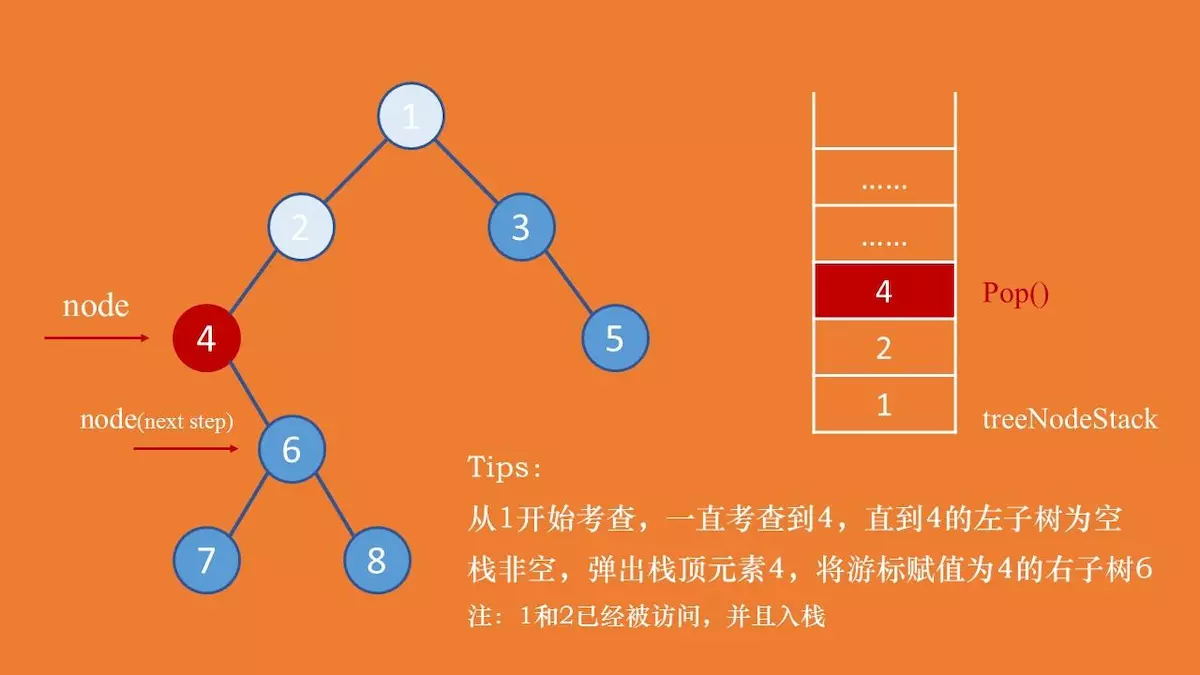 1
2
3
node
4
5
node(next step)
6
7
8
……
……
4
Pop()
2
1
treeNodeStack
Tips:
从1开始考查，一直考查到4，直到4的左子树为空
栈非空，弹出栈顶元素4，将游标赋值为4的右子树6
注：1和2已经被访问，并且入栈